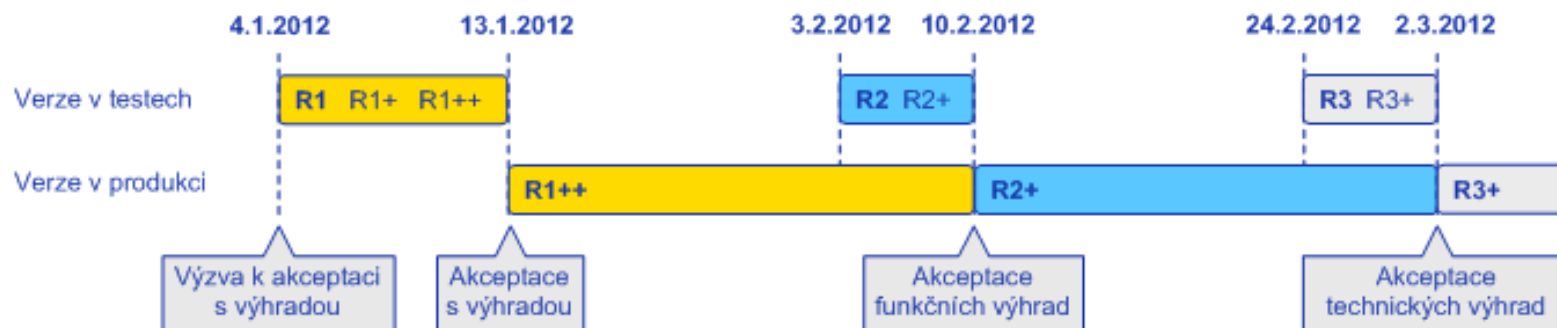 4.1.2012 13.1.2012 3.2.2012 10.2.2012 24.2.2012 2.3.2012
Verze v testech
R1 R1+ R1++
R2 R2+
R3 R3+
Verze v produkci
R1++
R2+
R3+
Výzva k akceptaci
s výhradou
Akceptace
s výhradou
Akceptace
funkčních výhrad
Akceptace
technických výhrad